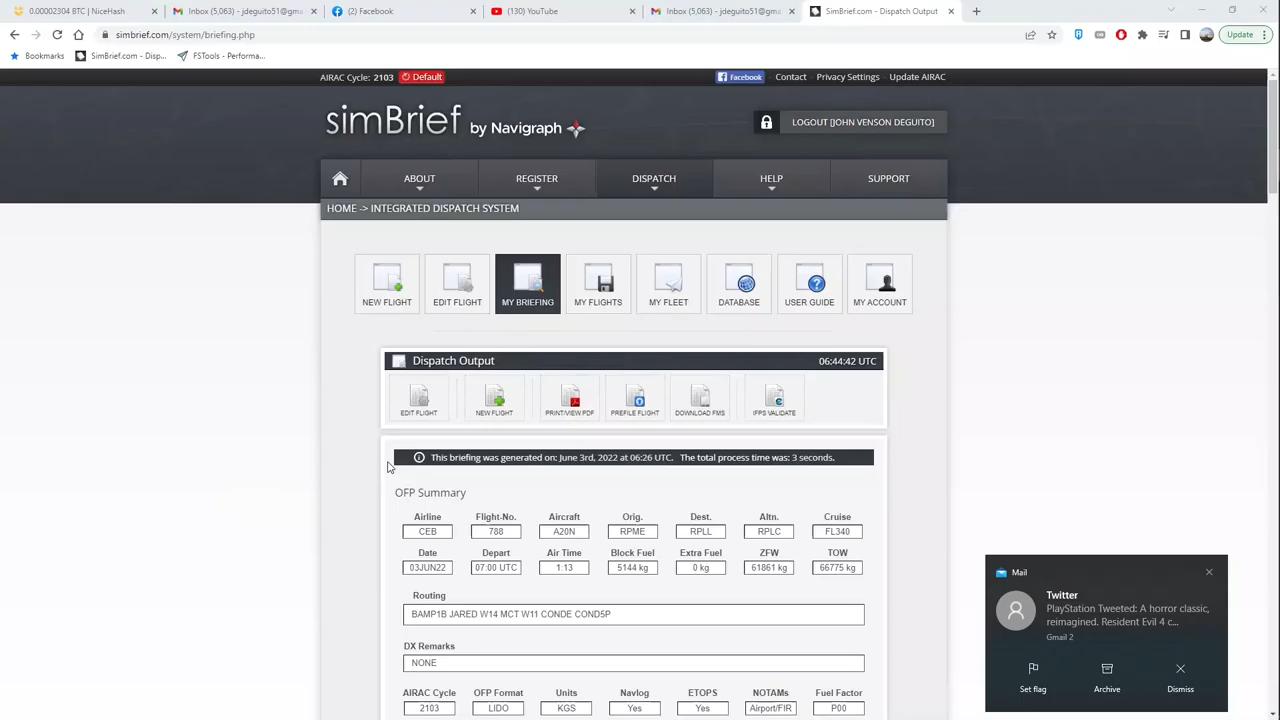 0.00002304 BTC | NiceHash
Inbox (5,063) - jdeguito51@gma
(2) Facebook
(130) YouTube
Inbox (5,063) - jdeguito51@gma
SimBrief.com - Dispatch Output
simbrief.com/system/briefing.php
Update
Bookmarks
SimBrief.com - Disp...
FSTools - Performa...
AIRAC Cycle: 2103 Default
Facebook
Contact
Privacy Settings
Update AIRAC
simBrief by Navigraph
LOGOUT [JOHN VENSON DEGUITO]
ABOUT
REGISTER
DISPATCH
HELP
SUPPORT
HOME -> INTEGRATED DISPATCH SYSTEM
NEW FLIGHT
EDIT FLIGHT
MY BRIEFING
MY FLIGHTS
MY FLEET
DATABASE
USER GUIDE
MY ACCOUNT
Dispatch Output
06:44:42 UTC
EDIT FLIGHT
NEW FLIGHT
PRINT/VIEW PDF
PREFILE FLIGHT
DOWNLOAD FMS
IFPS VALIDATE
This briefing was generated on: June 3rd, 2022 at 06:26 UTC. The total process time was: 3 seconds.
OFP Summary
Airline Flight-No. Aircraft Orig. Dest. Altn. Cruise
CEB 788 A20N RPME RPLL RPLC FL340
Date Depart Air Time Block Fuel Extra Fuel ZFW TOW
03JUN22 07:00 UTC 1:13 5144 kg 0 kg 61861 kg 66775 kg
Routing
BAMP1B JARED W14 MCT W11 CONDE COND5P
DX Remarks
NONE
AIRAC Cycle OFP Format Units Navlog ETOPS NOTAMs Fuel Factor
2103 LIDO KGS Yes Yes Airport/FIR P00
Mail
Twitter
PlayStation Tweeted: A horror classic,
reimagined. Resident Evil 4 c...
Gmail 2
Set flag
Archive
Dismiss